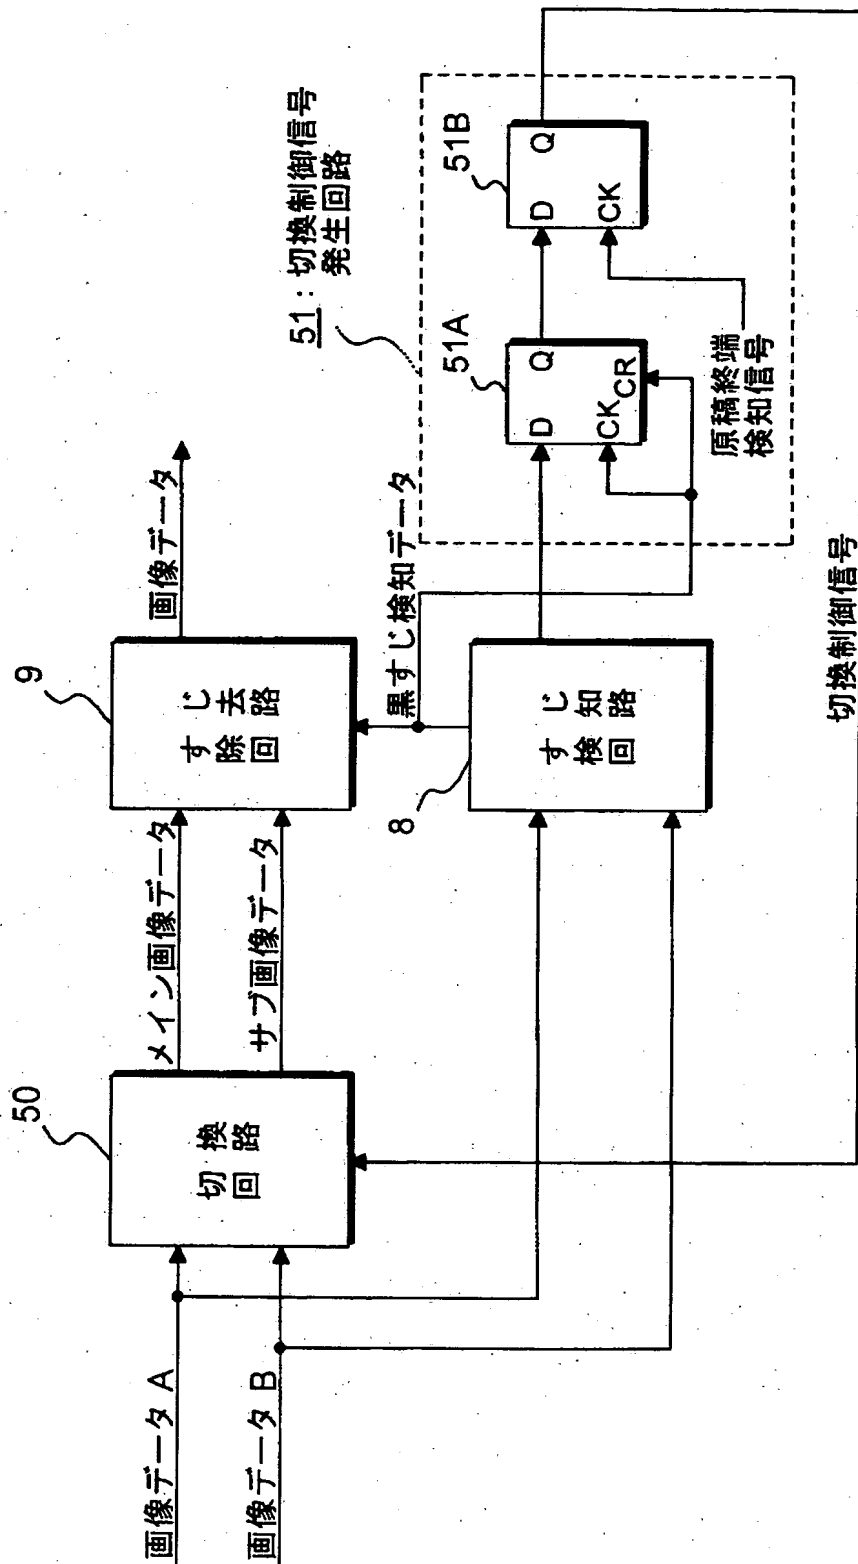 画像データ A
画像データ B
50
切換
回路
メイン画像データ
サブ画像データ
9
すじ
除去
回路
画像データ
黒すじ検知データ
8
すじ
検知
回路
51：切換制御信号
発生回路
51A
D
Q
CK
CR
51B
D
Q
CK
原稿終端
検知信号
切換制御信号